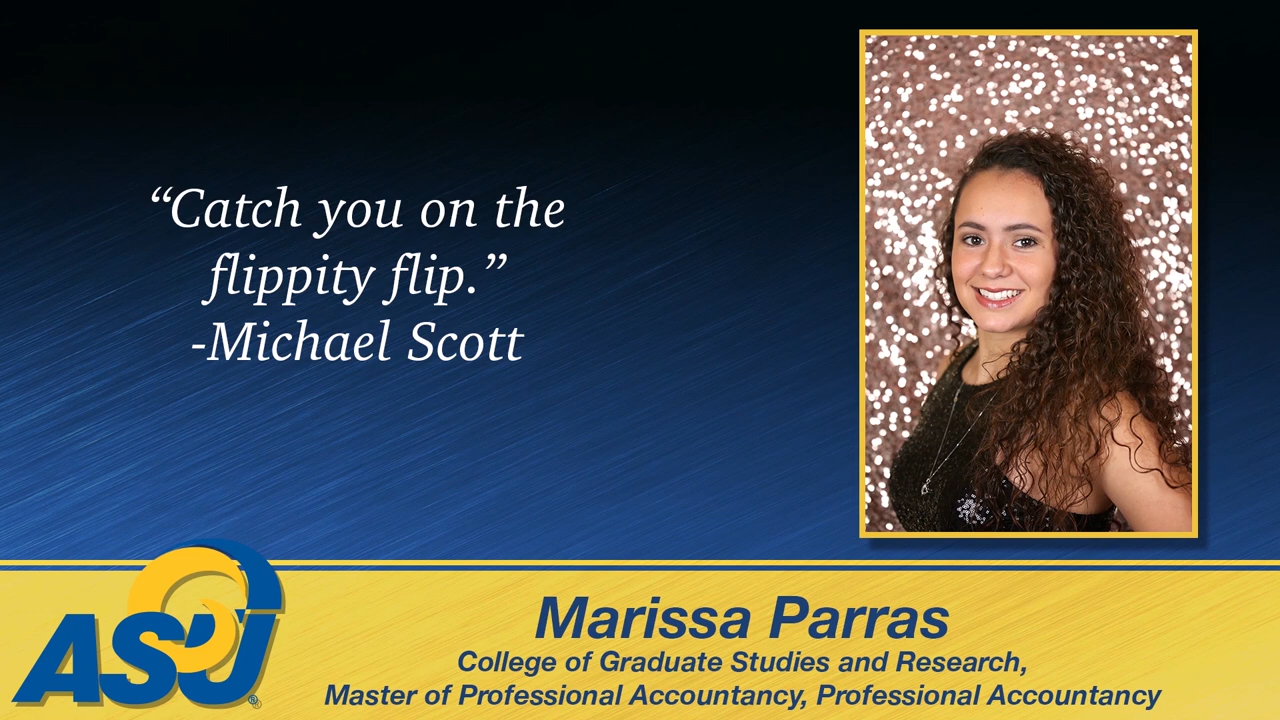 “Catch you on the
flippity flip.”
-Michael Scott
ASU
®
Marissa Parras
College of Graduate Studies and Research,
Master of Professional Accountancy, Professional Accountancy